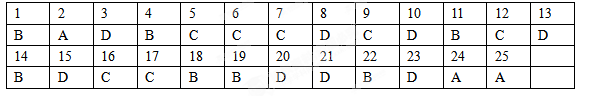 1 2 3 4 5 6 7 8 9 10 11 12 13
B A D B C C C D C D B C D
14 15 16 17 18 19 20 21 22 23 24 25
B D C C B B D D B D A A